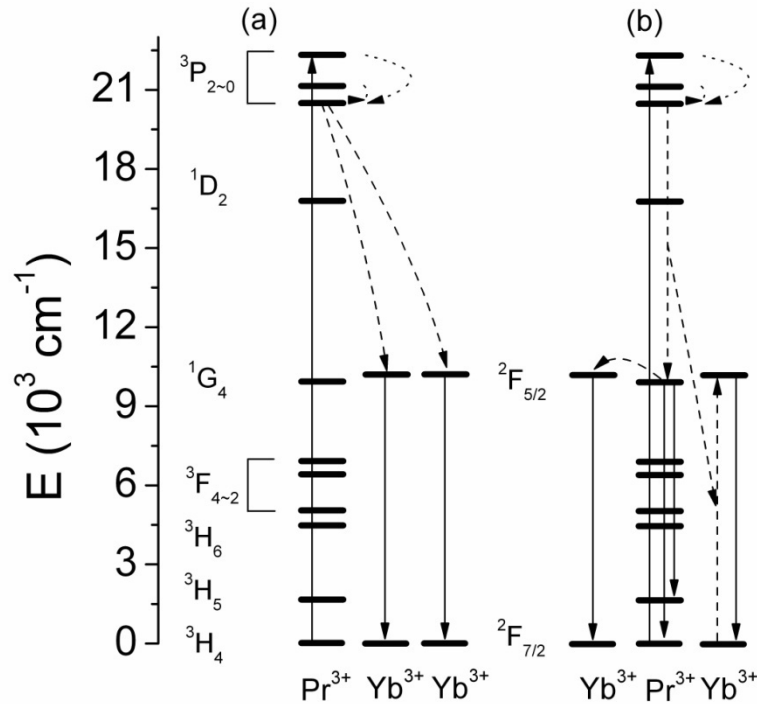 (a) (b)
³P₂~₀
¹D₂
¹G₄
³F₄~₂
³H₆
³H₅
³H₄
21
18
15
12
9
6
3
0
E (10³ cm⁻¹)
²F₅/₂
²F₇/₂
Pr³⁺ Yb³⁺ Yb³⁺ Yb³⁺ Pr³⁺ Yb³⁺